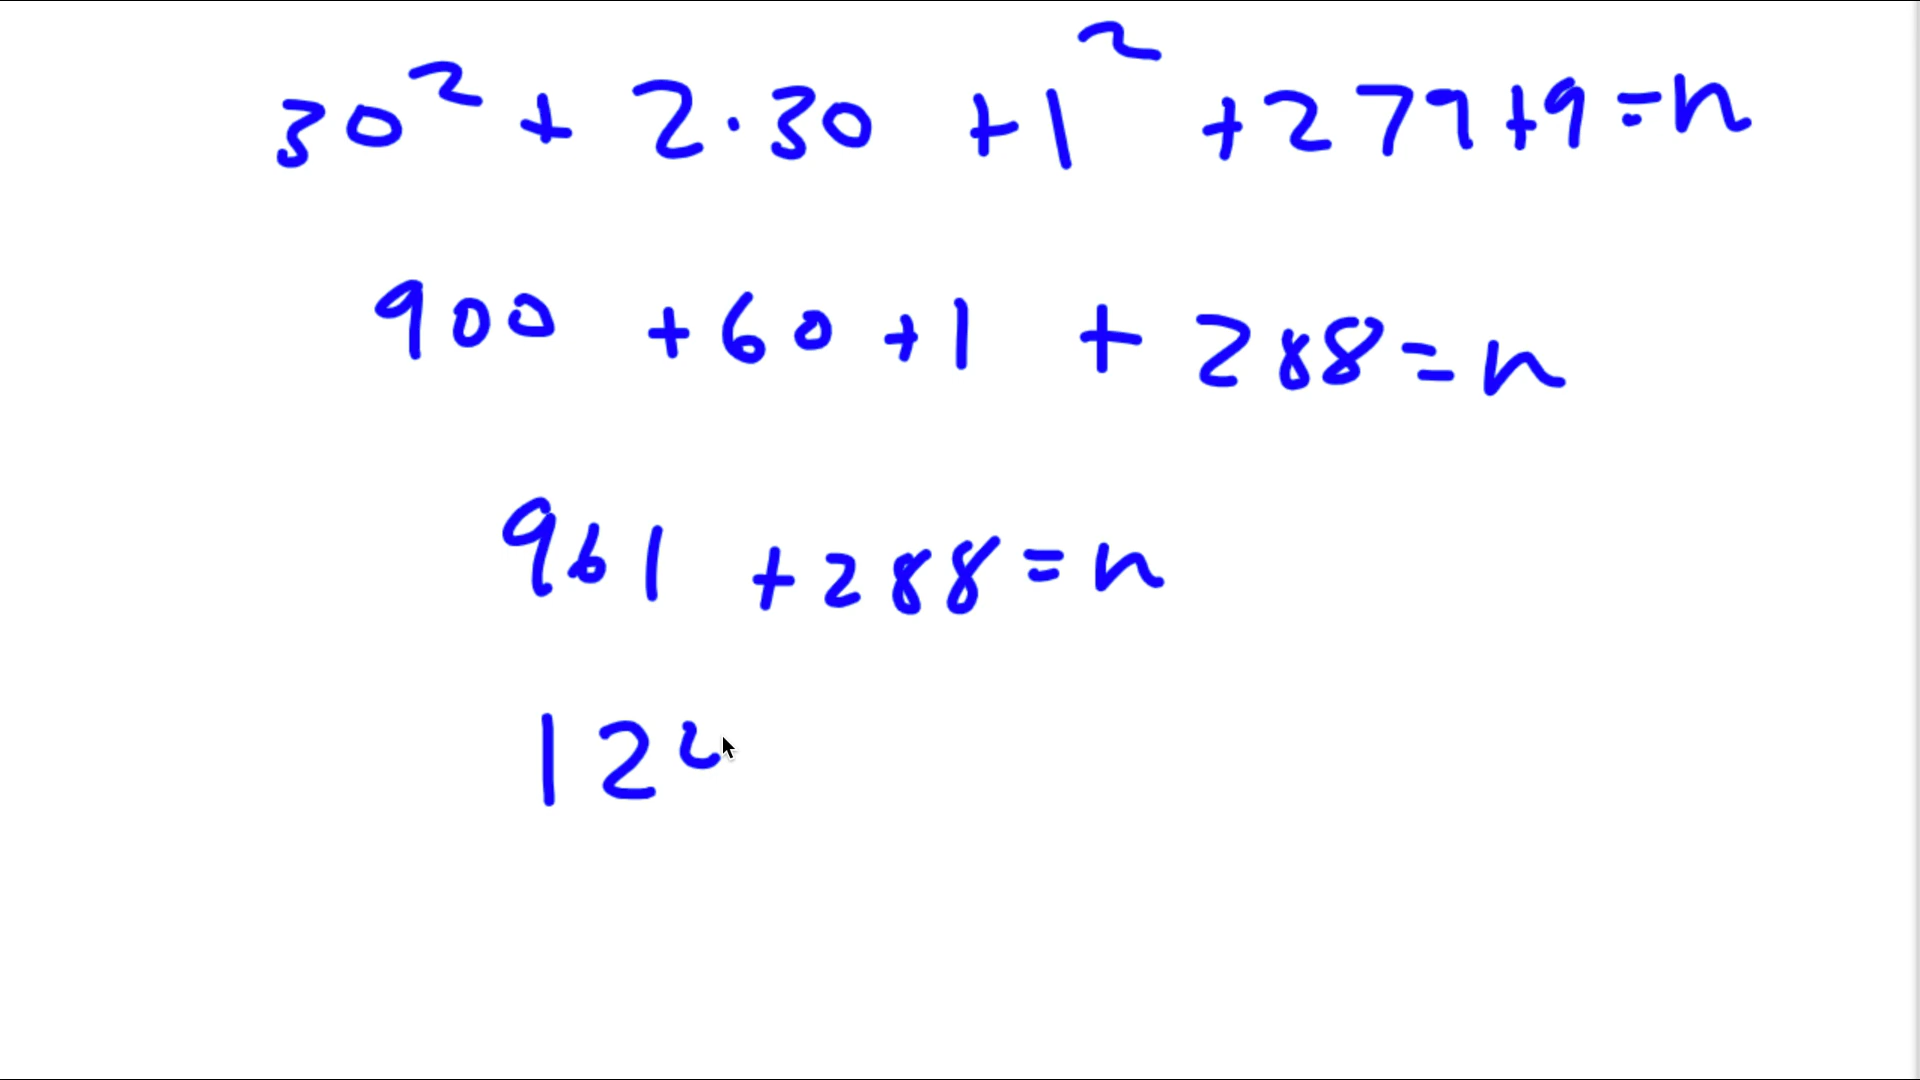 30² + 2·30 + 1² + 279 + 9 = n
900 + 60 + 1 + 288 = n
961 + 288 = n
12